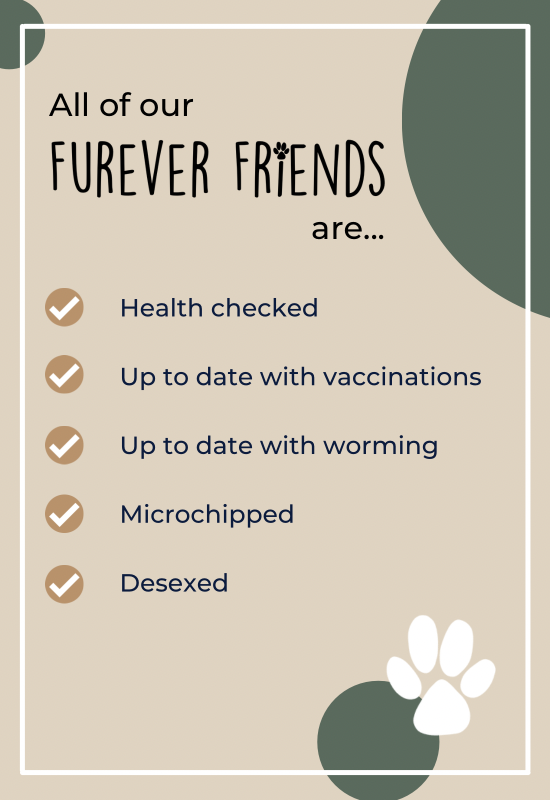 All of our
FUREVER FRiENDS
are...
Health checked
Up to date with vaccinations
Up to date with worming
Microchipped
Desexed